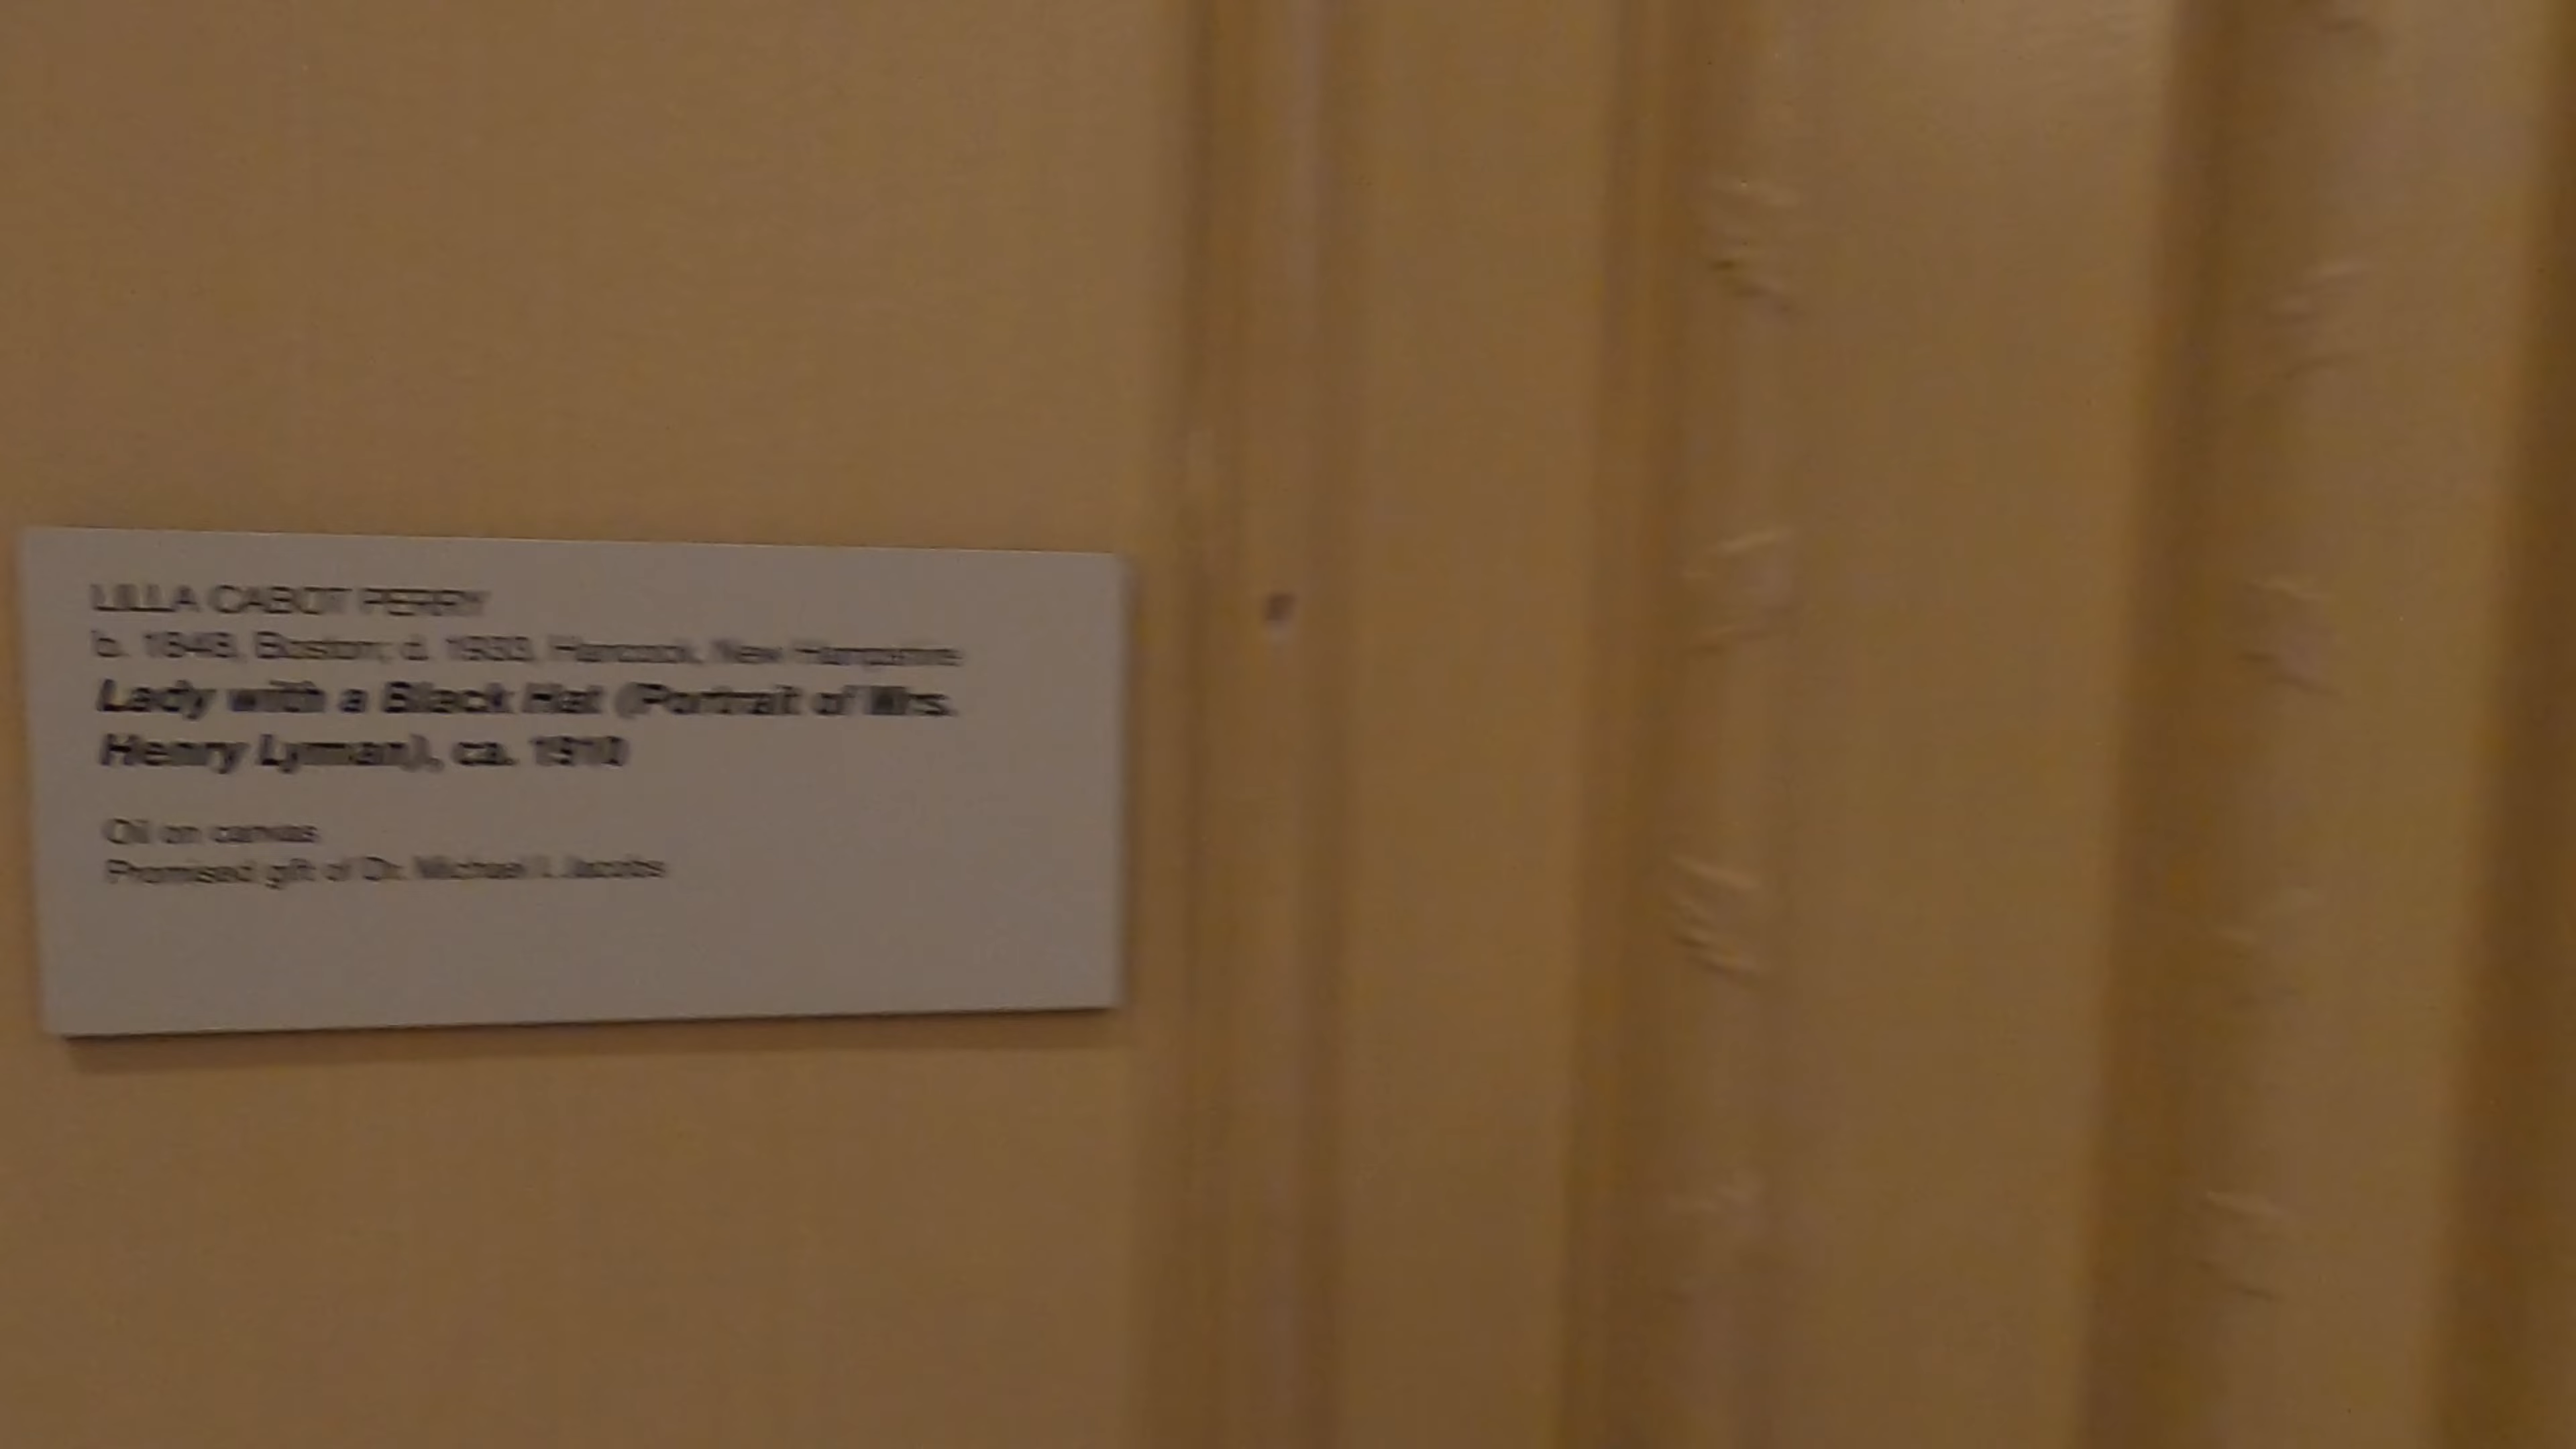 LILLA CABOT PERRY
b. 1848, Boston; d. 1933, Hancock, New Hampshire
Lady with a Black Hat (Portrait of Mrs.
Henry Lyman), ca. 1910
Oil on canvas
Promised gift of Dr. Michael L. Jacobs